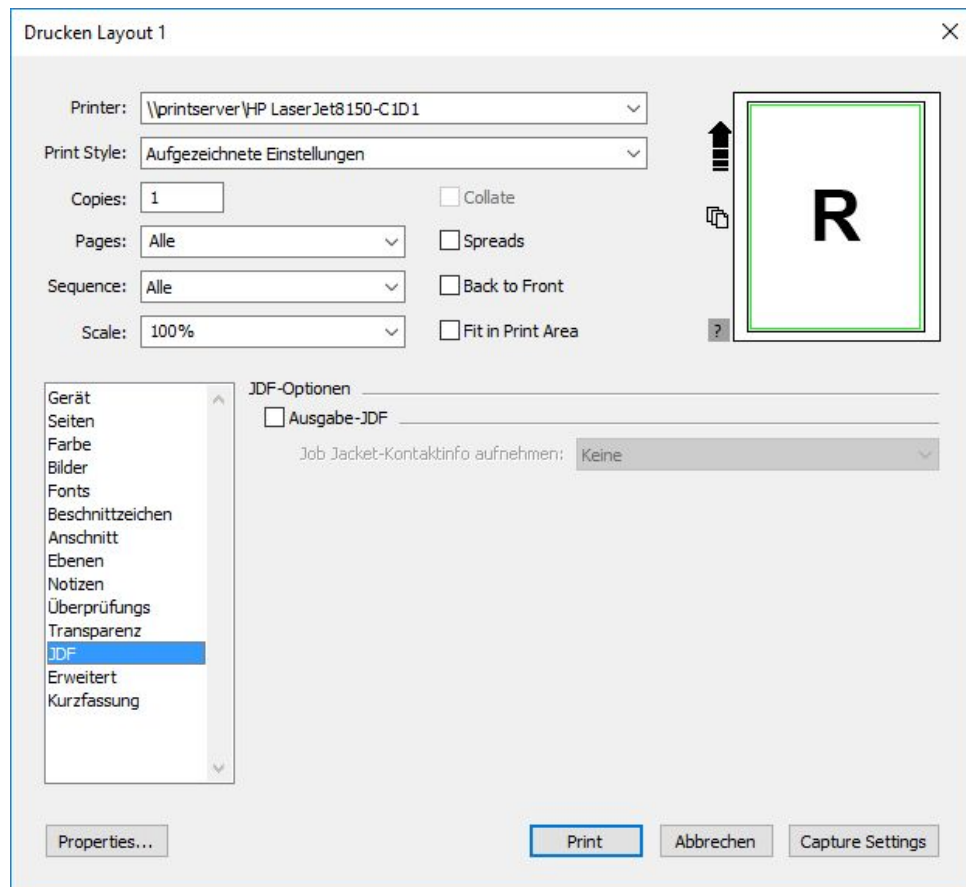 Drucken Layout 1
Printer: \\printserver\HP LaserJet8150-C1D1
Print Style: Aufgezeichnete Einstellungen
Copies: 1 Collate
Pages: Alle Spreads
Sequence: Alle Back to Front
Scale: 100% Fit in Print Area
R
?
Gerät
Seiten
Farbe
Bilder
Fonts
Beschnittzeichen
Anschnitt
Ebenen
Notizen
Überprüfungs
Transparenz
JDF
Erweitert
Kurzfassung
JDF-Optionen
Ausgabe-JDF
Job Jacket-Kontaktinfo aufnehmen: Keine
Properties... Print Abbrechen Capture Settings